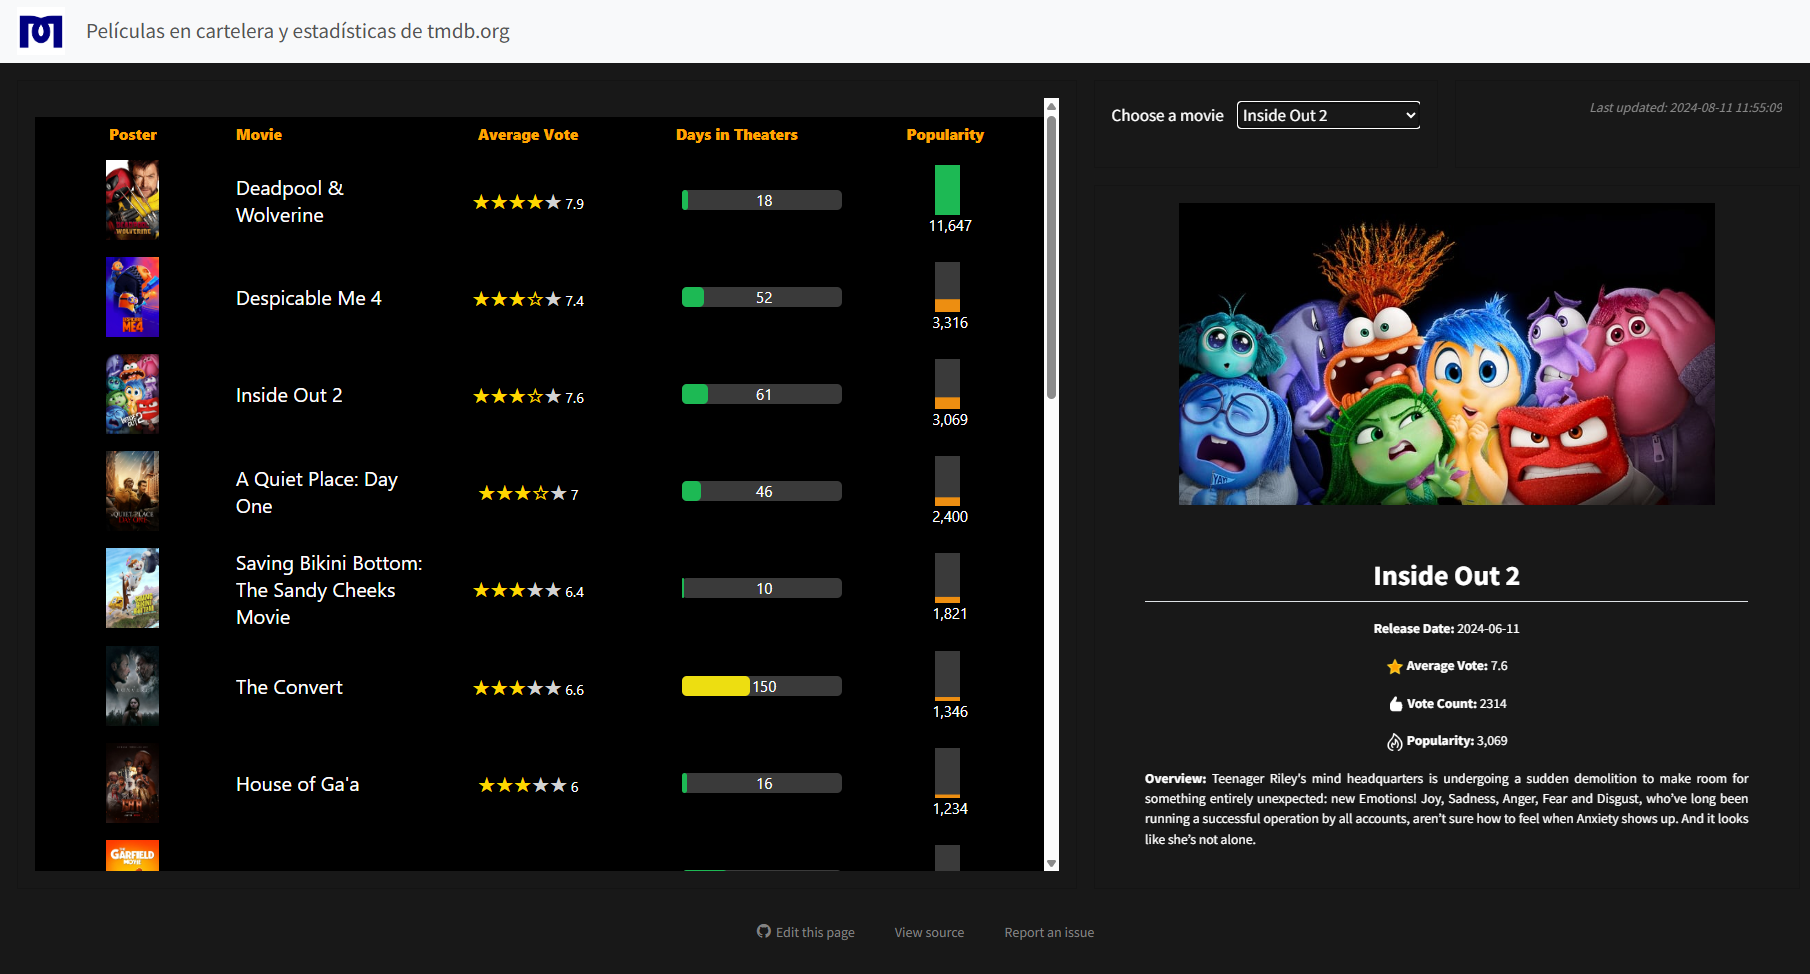 Películas en cartelera y estadísticas de tmdb.org
Poster Movie Average Vote Days in Theaters Popularity
Deadpool &
Wolverine
7.9
18
11,647
Despicable Me 4
7.4
52
3,316
Inside Out 2
7.6
61
3,069
A Quiet Place: Day
One
7
46
2,400
Saving Bikini Bottom:
The Sandy Cheeks
Movie
6.4
10
1,821
The Convert
6.6
150
1,346
House of Ga'a
6
16
1,234
GARFIELD
Choose a movie Inside Out 2
Last updated: 2024-08-11 11:55:09
Inside Out 2
Release Date: 2024-06-11
Average Vote: 7.6
Vote Count: 2314
Popularity: 3,069
Overview: Teenager Riley's mind headquarters is undergoing a sudden demolition to make room for
something entirely unexpected: new Emotions! Joy, Sadness, Anger, Fear and Disgust, who’ve long been
running a successful operation by all accounts, aren’t sure how to feel when Anxiety shows up. And it looks
like she’s not alone.
Edit this page View source Report an issue